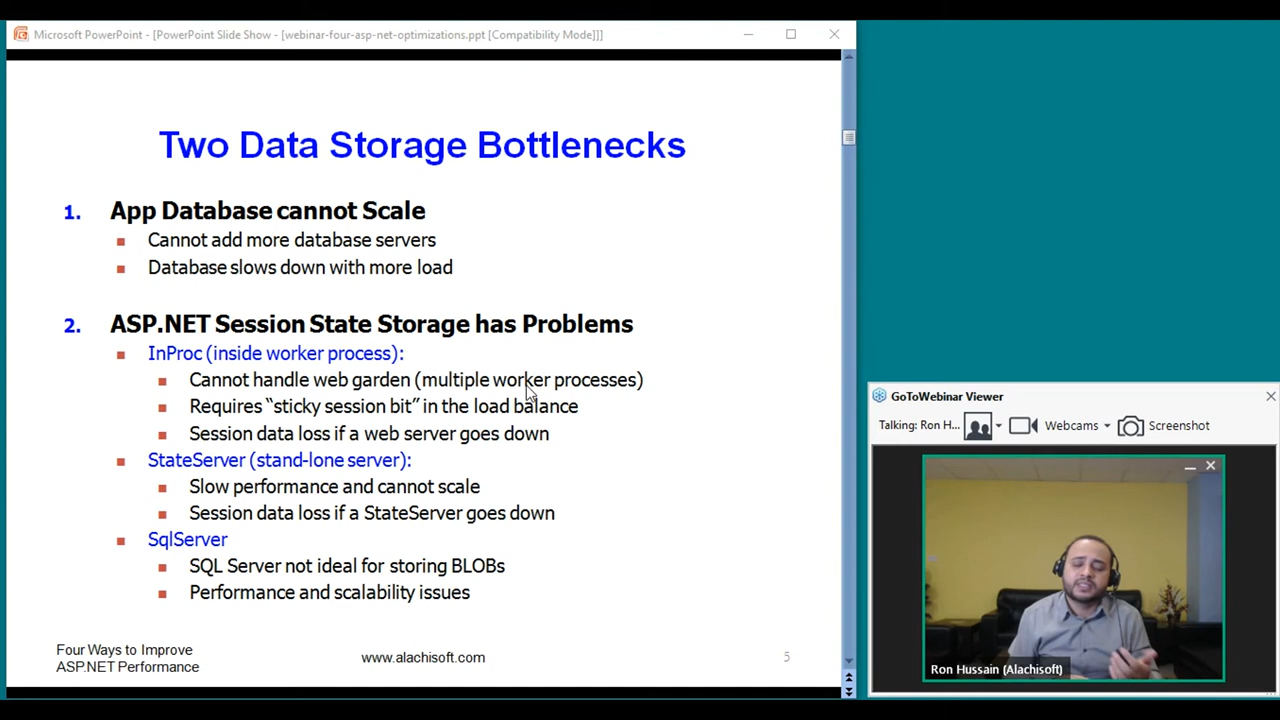 Microsoft PowerPoint - [PowerPoint Slide Show - [webinar-four-asp-net-optimizations.ppt [Compatibility Mode]]]
Two Data Storage Bottlenecks
1. App Database cannot Scale
Cannot add more database servers
Database slows down with more load
2. ASP.NET Session State Storage has Problems
InProc (inside worker process):
Cannot handle web garden (multiple worker processes)
Requires “sticky session bit” in the load balance
Session data loss if a web server goes down
StateServer (stand-lone server):
Slow performance and cannot scale
Session data loss if a StateServer goes down
SqlServer
SQL Server not ideal for storing BLOBs
Performance and scalability issues
Four Ways to Improve
ASP.NET Performance
www.alachisoft.com
5
GoToWebinar Viewer
Talking: Ron H...
Webcams
Screenshot
Ron Hussain (Alachisoft)